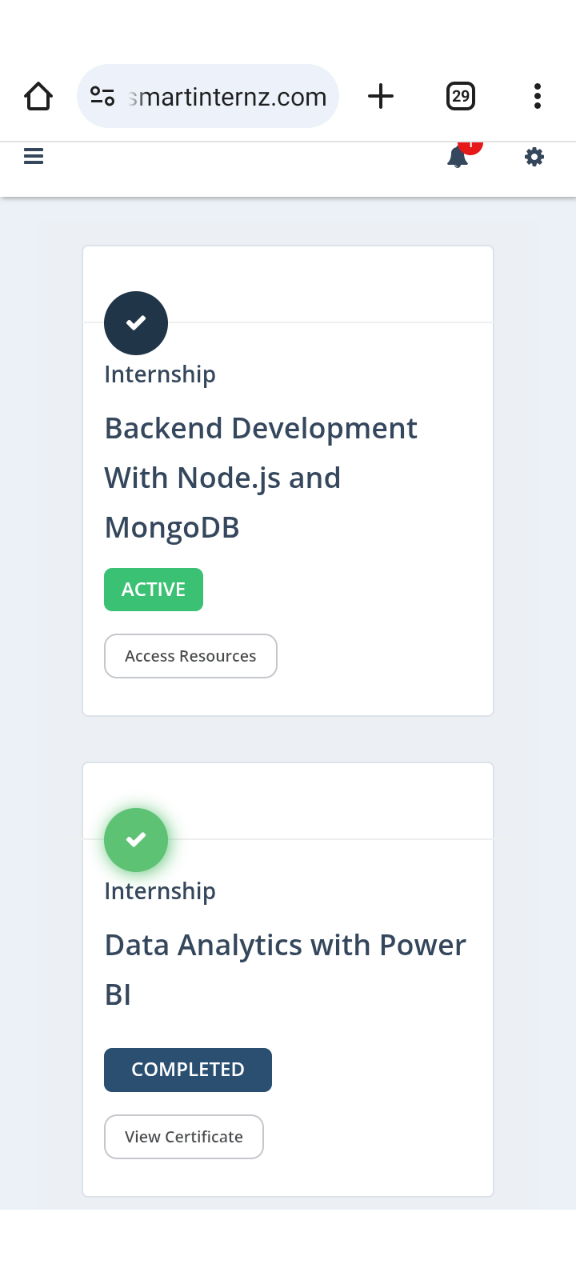 smartinternz.com
29
Internship
Backend Development
With Node.js and
MongoDB
ACTIVE
Access Resources
Internship
Data Analytics with Power
BI
COMPLETED
View Certificate